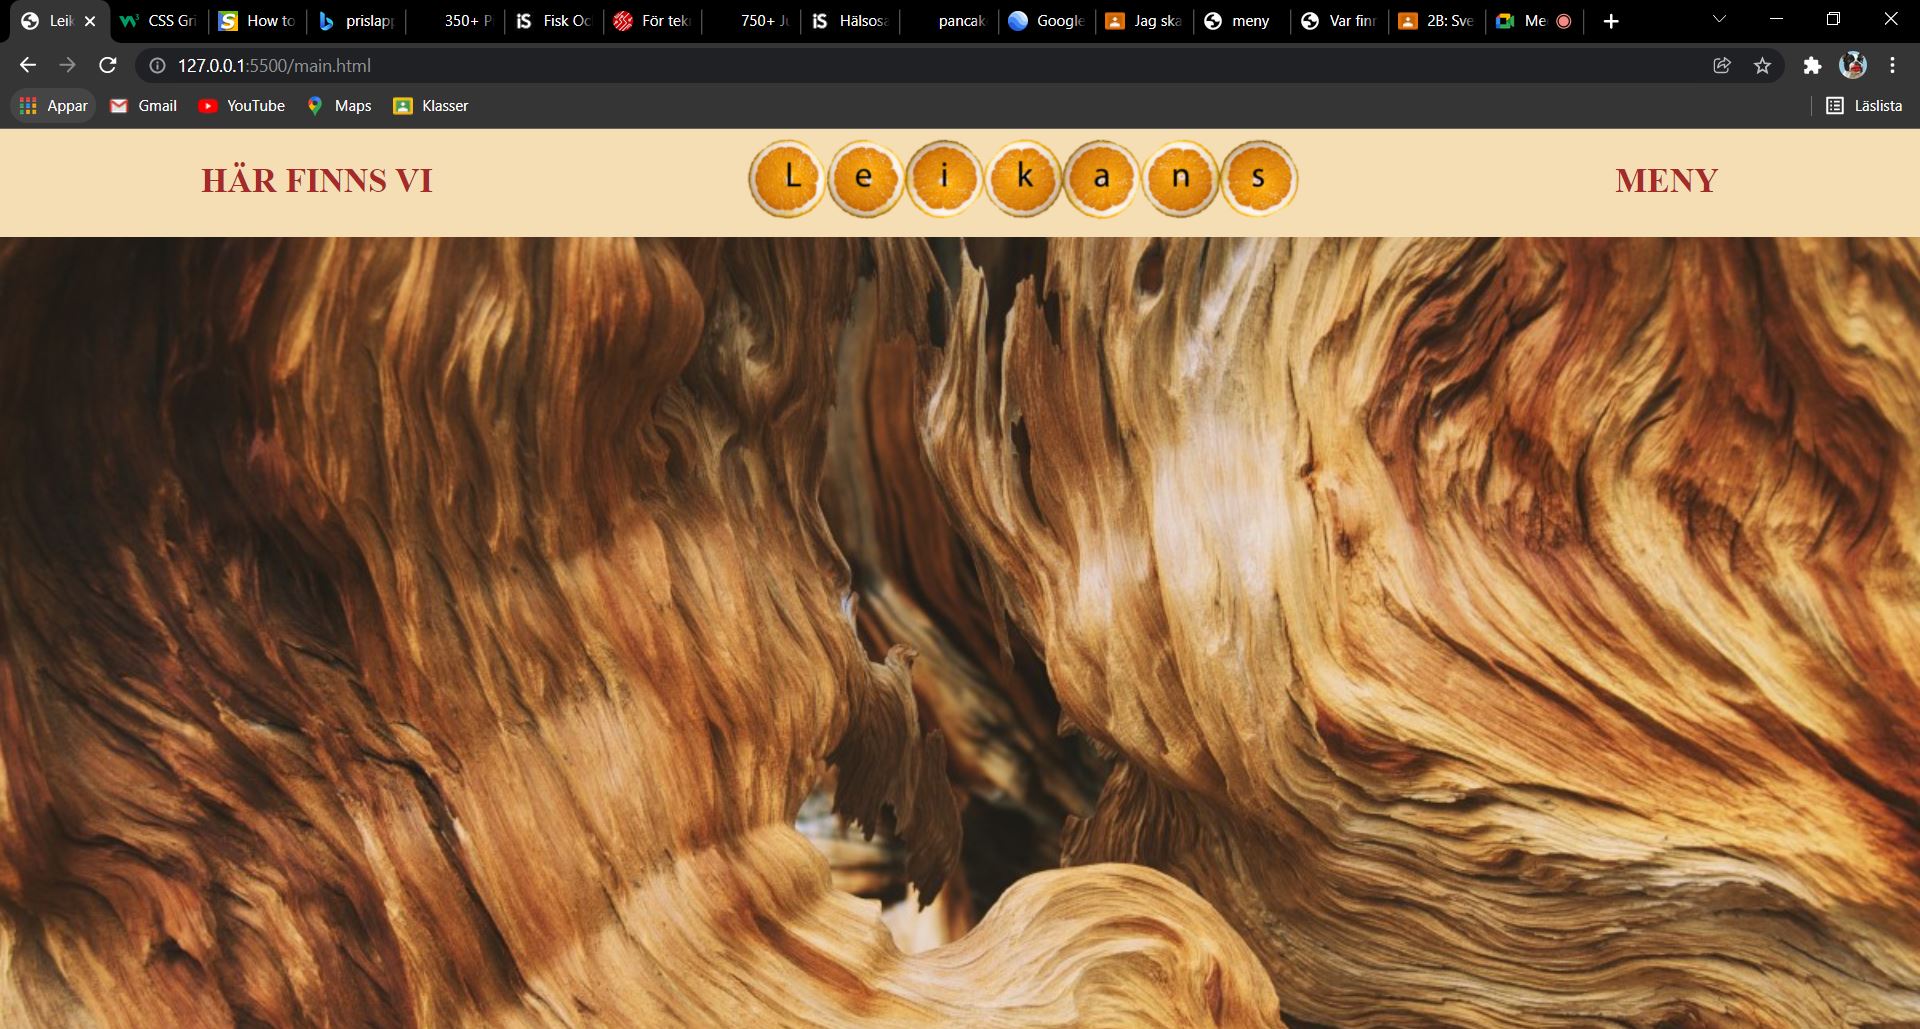 Leik CSS Gri How to prislapp 350+ P Fisk Oc För tek 750+ Ju Hälsosa pancak Google Jag ska meny Var finn 2B: Sve Me
127.0.0.1:5500/main.html
Appar Gmail YouTube Maps Klasser Läslista
HÄR FINNS VI Leikans MENY